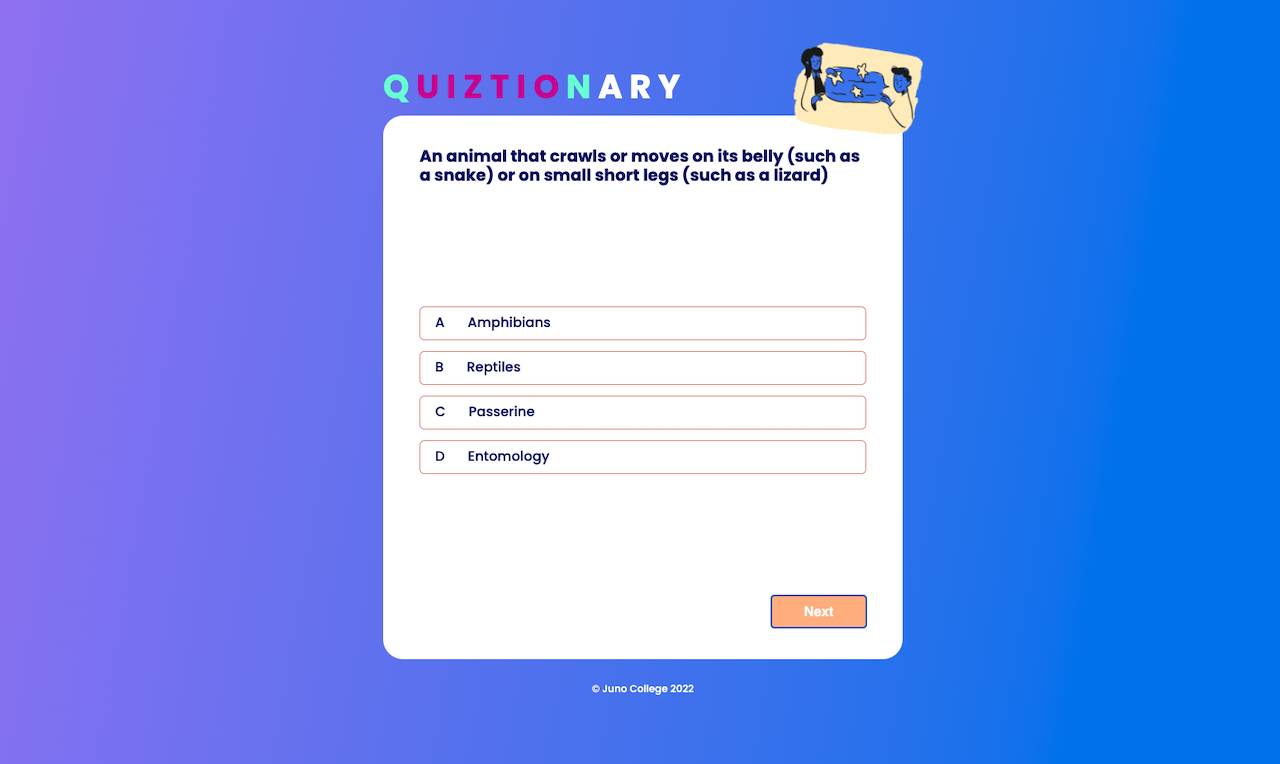 QUIZTIONARY
An animal that crawls or moves on its belly (such as
a snake) or on small short legs (such as a lizard)
A Amphibians
B Reptiles
C Passerine
D Entomology
Next
© Juno College 2022